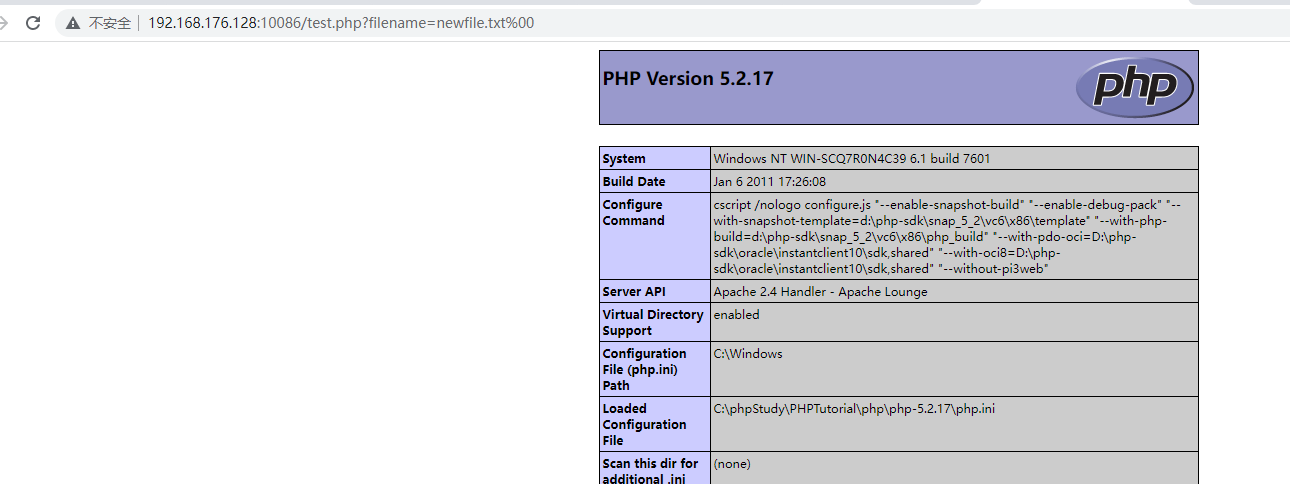 不安全 192.168.176.128:10086/test.php?filename=newfile.txt%00
PHP Version 5.2.17
php
System
Windows NT WIN-SCQ7R0N4C39 6.1 build 7601
Build Date
Jan 6 2011 17:26:08
Configure
Command
cscript /nologo configure.js "--enable-snapshot-build" "--enable-debug-pack" "--
with-snapshot-template=d:\php-sdk\snap_5_2\vc6\x86\template" "--with-php-
build=d:\php-sdk\snap_5_2\vc6\x86\php_build" "--with-pdo-oci=D:\php-
sdk\oracle\instantclient10\sdk,shared" "--with-oci8=D:\php-
sdk\oracle\instantclient10\sdk,shared" "--without-pi3web"
Server API
Apache 2.4 Handler - Apache Lounge
Virtual Directory
Support
enabled
Configuration
File (php.ini)
Path
C:\Windows
Loaded
Configuration
File
C:\phpStudy\PHPTutorial\php\php-5.2.17\php.ini
Scan this dir for
additional .ini
(none)